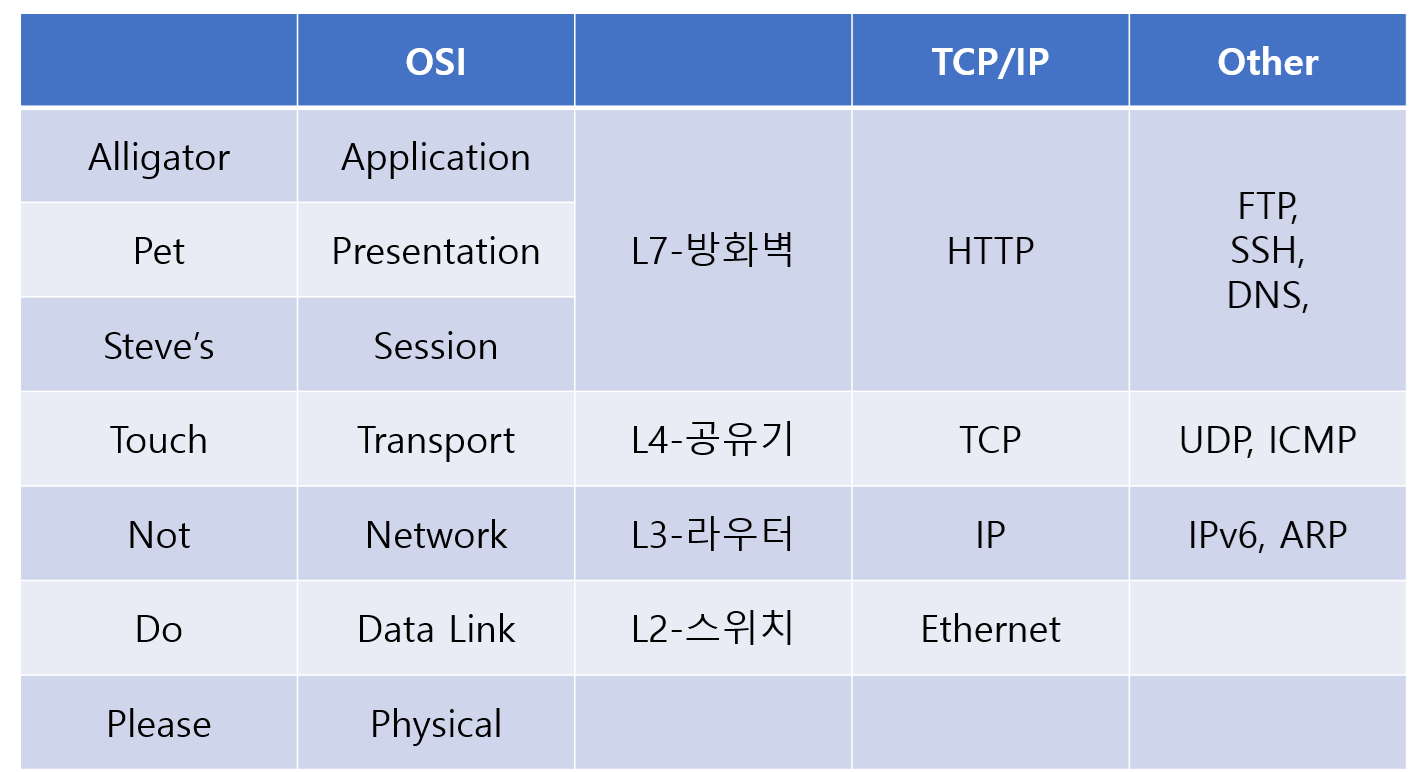 OSI TCP/IP Other
Alligator Application
Pet Presentation L7-방화벽 HTTP FTP,
SSH,
DNS,
Steve’s Session
Touch Transport L4-공유기 TCP UDP, ICMP
Not Network L3-라우터 IP IPv6, ARP
Do Data Link L2-스위치 Ethernet
Please Physical